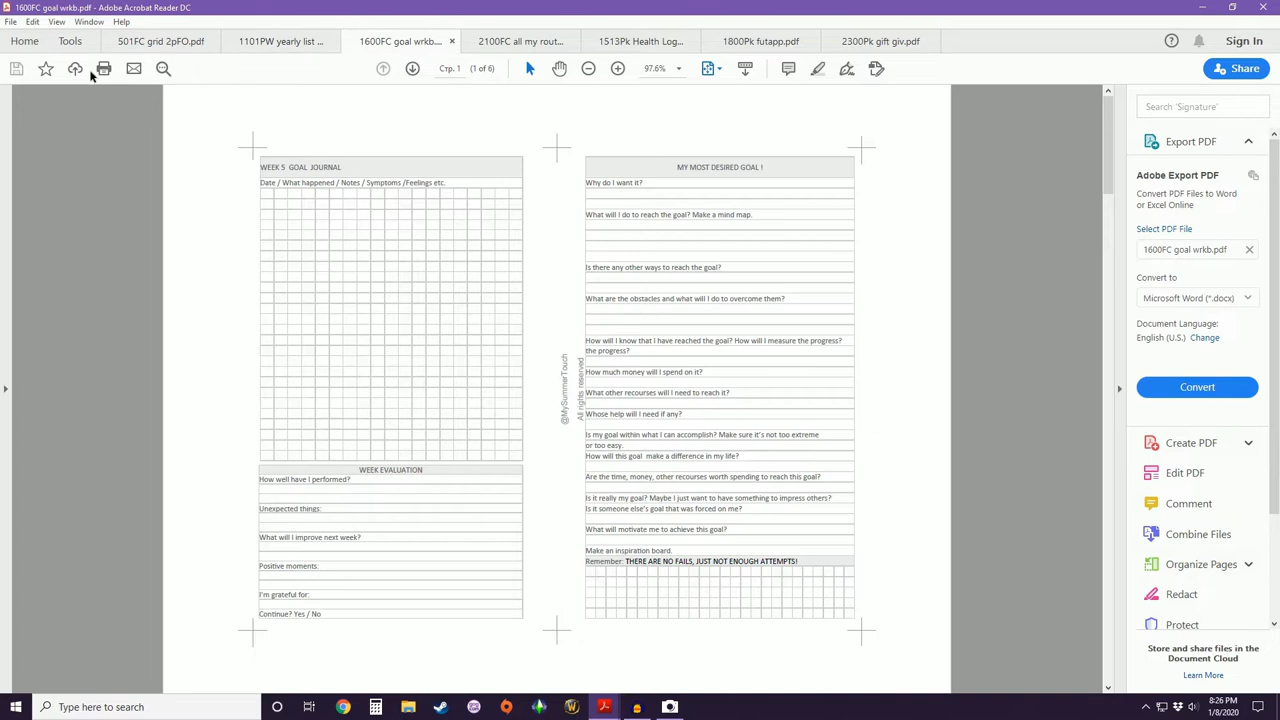 1600FC goal wrkb.pdf - Adobe Acrobat Reader DC
File Edit View Window Help
Home Tools 501FC grid 2pFO.pdf 1101PW yearly list ... 1600FC goal wrkb.... × 2100FC all my rout... 1513Pk Health Log... 1800Pk futapp.pdf 2300Pk gift giv.pdf Sign In
Стр. 1 (1 of 6) 97.6% Share
WEEK 5 GOAL JOURNAL
Date / What happened / Notes / Symptoms /Feelings etc.
WEEK EVALUATION
How well have I performed?
Unexpected things:
What will I improve next week?
Positive moments:
I'm grateful for:
Continue? Yes / No
@MySummerTouch
All rights reserved
MY MOST DESIRED GOAL !
Why do I want it?
What will I do to reach the goal? Make a mind map.
Is there any other ways to reach the goal?
What are the obstacles and what will I do to overcome them?
How will I know that I have reached the goal? How will I measure the progress?
the progress?
How much money will I spend on it?
What other recourses will I need to reach it?
Whose help will I need if any?
Is my goal within what I can accomplish? Make sure it's not too extreme
or too easy.
How will this goal make a difference in my life?
Are the time, money, other recourses worth spending to reach this goal?
Is it really my goal? Maybe I just want to have something to impress others?
Is it someone else's goal that was forced on me?
What will motivate me to achieve this goal?
Make an inspiration board.
Remember: THERE ARE NO FAILS, JUST NOT ENOUGH ATTEMPTS!
Search 'Signature'
Export PDF
Adobe Export PDF
Convert PDF Files to Word
or Excel Online
Select PDF File
1600FC goal wrkb.pdf
Convert to
Microsoft Word (*.docx)
Document Language:
English (U.S.) Change
Convert
Create PDF
Edit PDF
Comment
Combine Files
Organize Pages
Redact
Protect
Store and share files in the
Document Cloud
Learn More
Type here to search
8:26 PM
1/8/2020